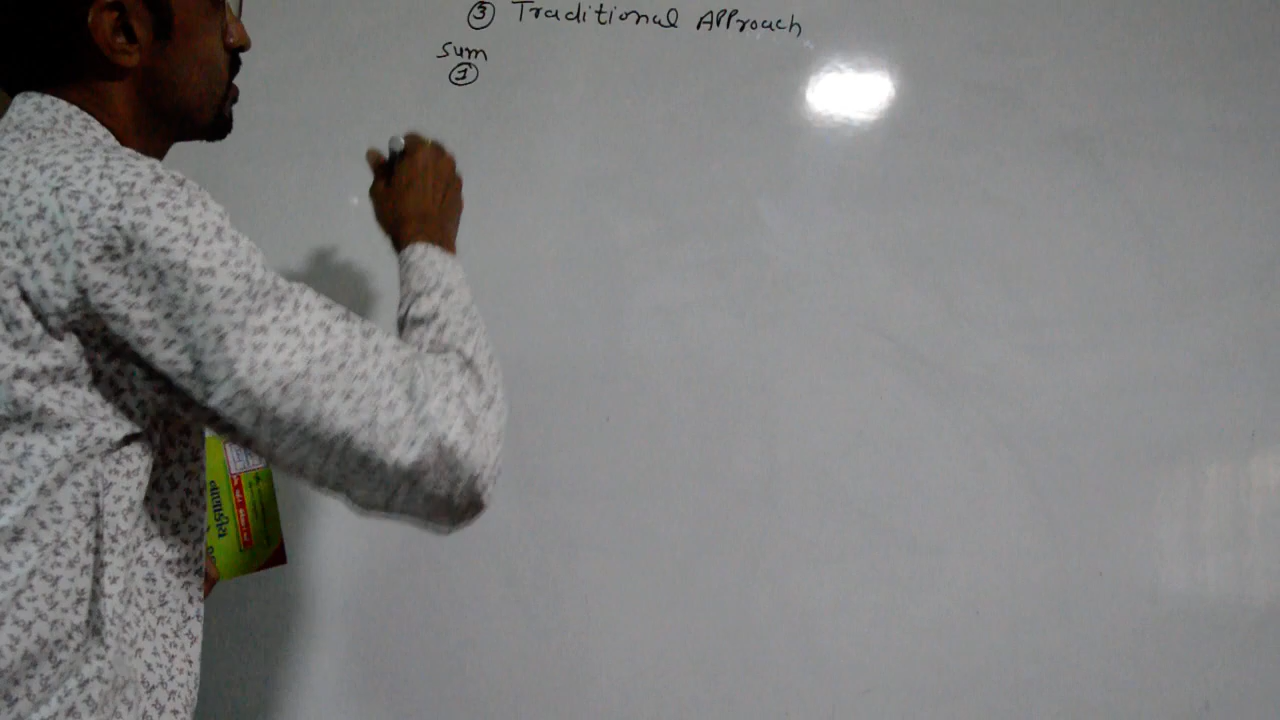 ③ Traditional Approach
Sum
①